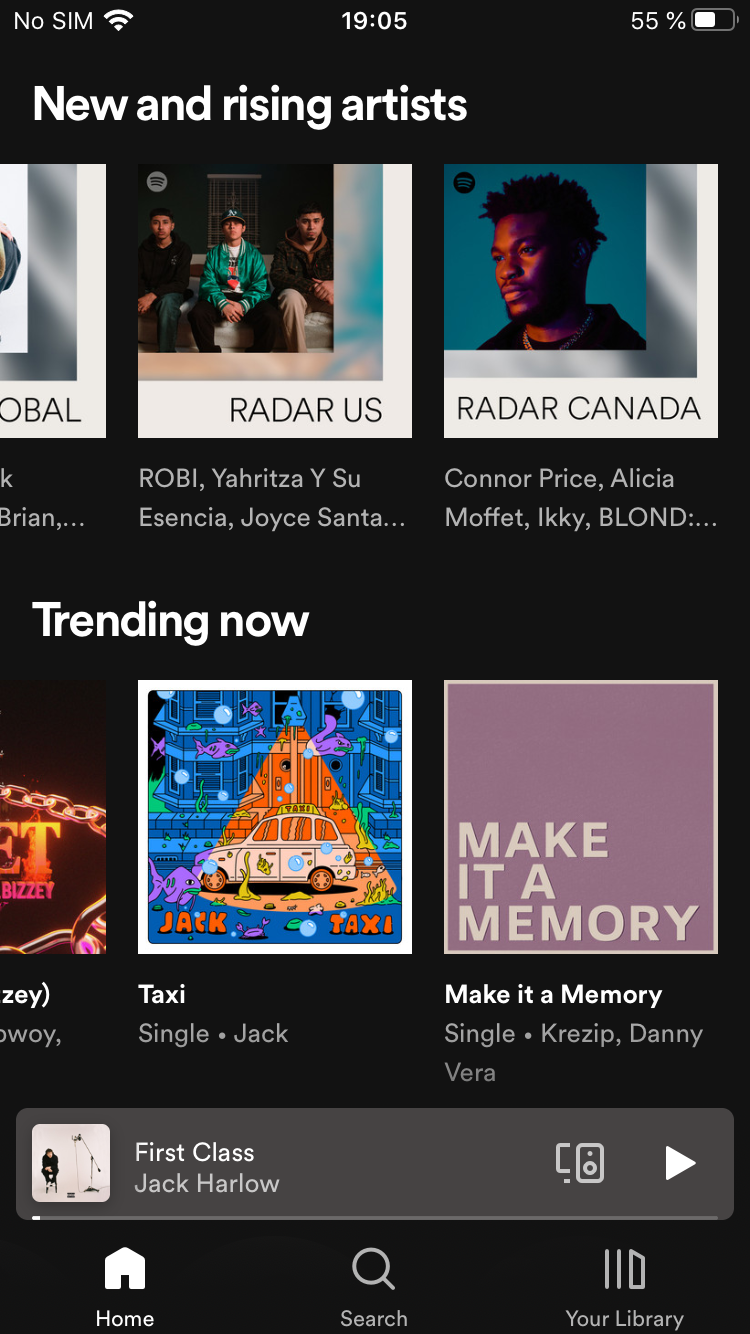 No SIM 19:05 55 %
New and rising artists
OBAL
RADAR US
RADAR CANADA
k
Brian,...
ROBI, Yahritza Y Su
Esencia, Joyce Santa...
Connor Price, Alicia
Moffet, Ikky, BLOND:...
Trending now
ET
BIZZEY
TAXI
JACK TAXI
MAKE
IT A
MEMORY
zey)
owoy,
Taxi
Single • Jack
Make it a Memory
Single • Krezip, Danny
Vera
First Class
Jack Harlow
Home
Search
Your Library